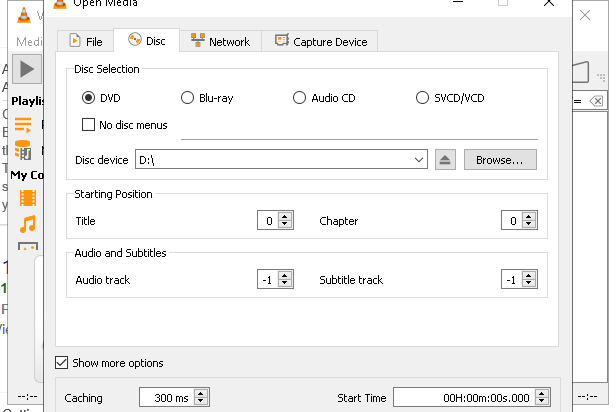 Open Media
Medi
File
Disc
Network
Capture Device
Disc Selection
DVD
Blu-ray
Audio CD
SVCD/VCD
No disc menus
Playlis
Disc device
D:\
Browse...
My Co
Starting Position
Title
0
Chapter
0
Audio and Subtitles
Audio track
-1
Subtitle track
-1
Show more options
Caching
300 ms
Start Time
00H:00m:00s.000
--:--
--:--